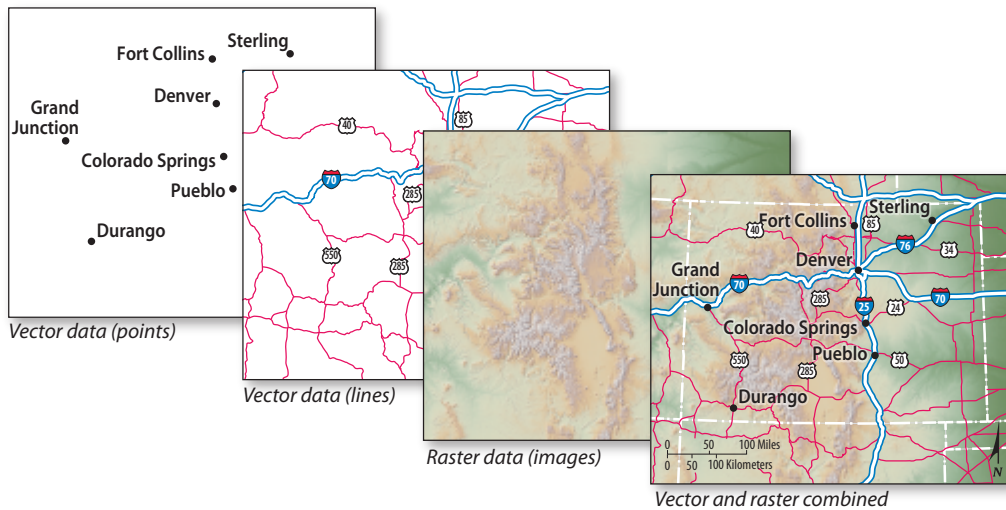 Sterling
Fort Collins
Denver
Grand
Junction
Colorado Springs
Pueblo
Durango
Vector data (points)
85
40
70
285
550
285
Vector data (lines)
Raster data (images)
Sterling
Fort Collins
85
40
76
34
Denver
Grand
Junction
70
70
285
25
24
Colorado Springs
Pueblo
50
550
285
Durango
0 50 100 Miles
0 50 100 Kilometers
N
Vector and raster combined